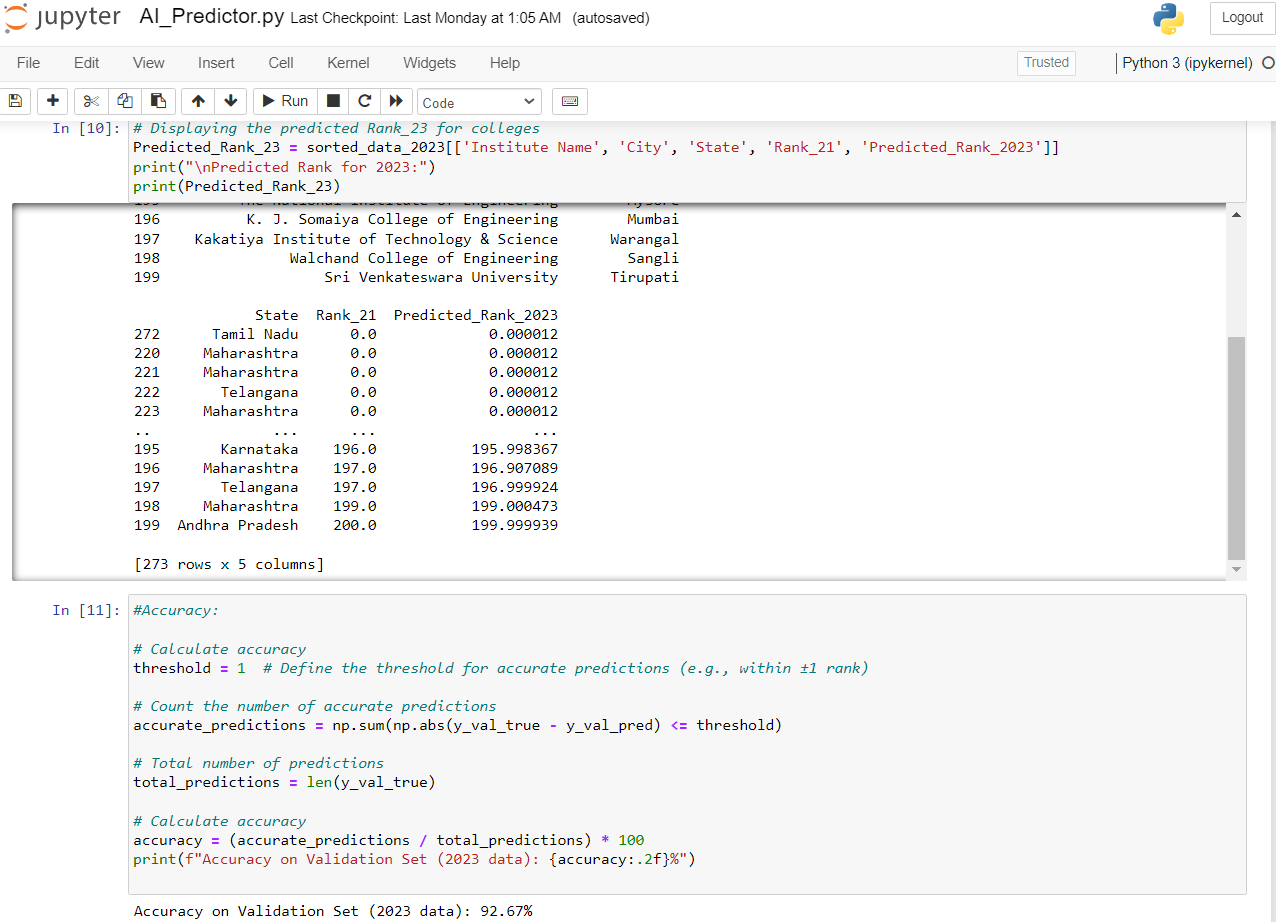 jupyter AI_Predictor.py Last Checkpoint: Last Monday at 1:05 AM (autosaved)
Logout
File Edit View Insert Cell Kernel Widgets Help
Trusted
Python 3 (ipykernel)
Run
Code
In [10]:
# Displaying the predicted Rank_23 for colleges
Predicted_Rank_23 = sorted_data_2023[['Institute Name', 'City', 'State', 'Rank_21', 'Predicted_Rank_2023']]
print("\nPredicted Rank for 2023:")
print(Predicted_Rank_23)
195 The National Institute of Engineering Mysore
196 K. J. Somaiya College of Engineering Mumbai
197 Kakatiya Institute of Technology & Science Warangal
198 Walchand College of Engineering Sangli
199 Sri Venkateswara University Tirupati
State Rank_21 Predicted_Rank_2023
272 Tamil Nadu 0.0 0.000012
220 Maharashtra 0.0 0.000012
221 Maharashtra 0.0 0.000012
222 Telangana 0.0 0.000012
223 Maharashtra 0.0 0.000012
.. ... ... ...
195 Karnataka 196.0 195.998367
196 Maharashtra 197.0 196.907089
197 Telangana 197.0 196.999924
198 Maharashtra 199.0 199.000473
199 Andhra Pradesh 200.0 199.999939
[273 rows x 5 columns]
In [11]:
#Accuracy:
# Calculate accuracy
threshold = 1  # Define the threshold for accurate predictions (e.g., within ±1 rank)
# Count the number of accurate predictions
accurate_predictions = np.sum(np.abs(y_val_true - y_val_pred) <= threshold)
# Total number of predictions
total_predictions = len(y_val_true)
# Calculate accuracy
accuracy = (accurate_predictions / total_predictions) * 100
print(f"Accuracy on Validation Set (2023 data): {accuracy:.2f}%")
Accuracy on Validation Set (2023 data): 92.67%